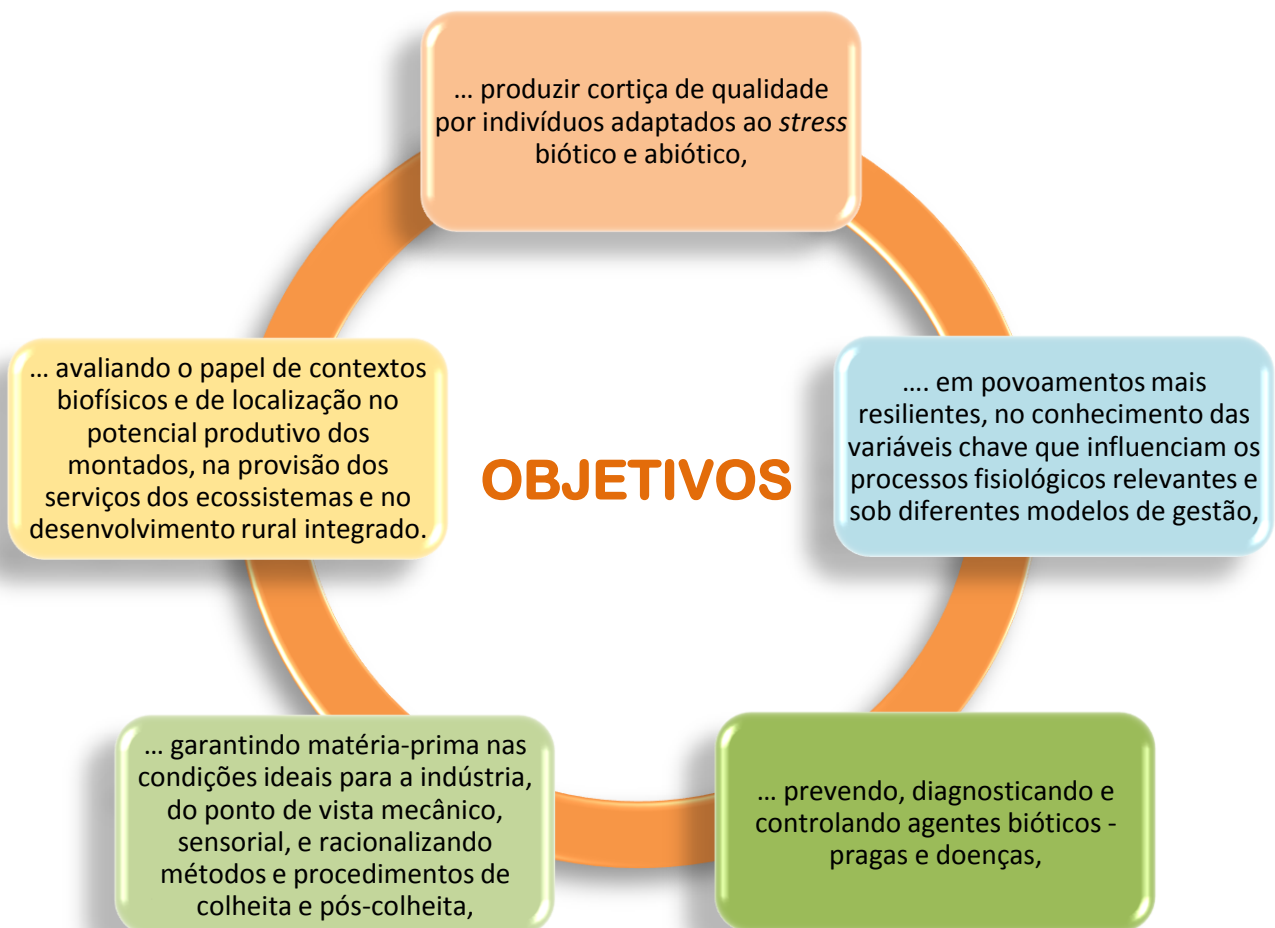 ... produzir cortiça de qualidade
por indivíduos adaptados ao stress
biótico e abiótico,
.... em povoamentos mais
resilientes, no conhecimento das
variáveis chave que influenciam os
processos fisiológicos relevantes e
sob diferentes modelos de gestão,
... prevendo, diagnosticando e
controlando agentes bióticos -
pragas e doenças,
... garantindo matéria-prima nas
condições ideais para a indústria,
do ponto de vista mecânico,
sensorial, e racionalizando
métodos e procedimentos de
colheita e pós-colheita,
... avaliando o papel de contextos
biofísicos e de localização no
potencial produtivo dos
montados, na provisão dos
serviços dos ecossistemas e no
desenvolvimento rural integrado.
OBJETIVOS